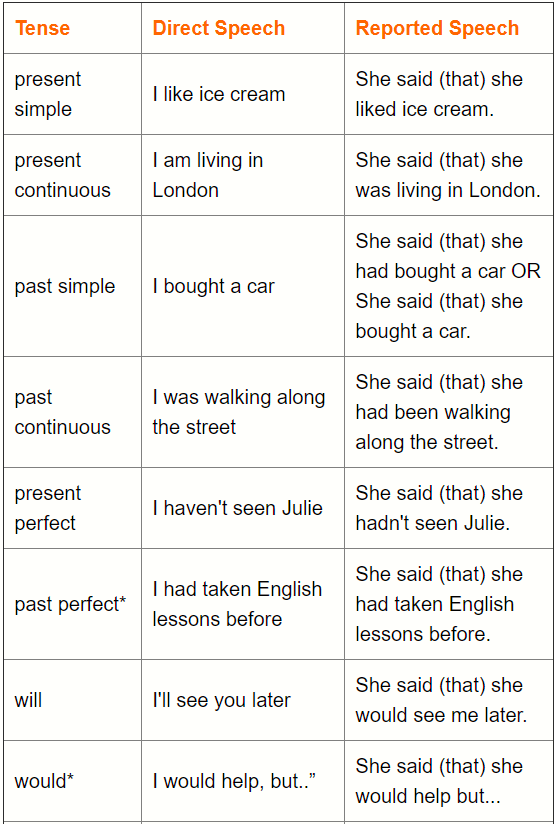 Tense Direct Speech Reported Speech
present
simple
I like ice cream
She said (that) she
liked ice cream.
present
continuous
I am living in
London
She said (that) she
was living in London.
past simple
I bought a car
She said (that) she
had bought a car OR
She said (that) she
bought a car.
past
continuous
I was walking along
the street
She said (that) she
had been walking
along the street.
present
perfect
I haven't seen Julie
She said (that) she
hadn't seen Julie.
past perfect*
I had taken English
lessons before
She said (that) she
had taken English
lessons before.
will
I'll see you later
She said (that) she
would see me later.
would*
I would help, but..”
She said (that) she
would help but...